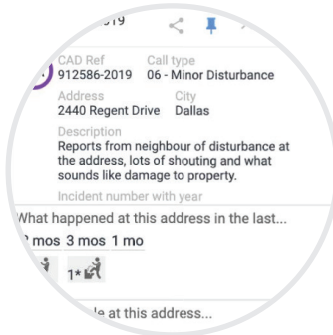 CAD Ref Call type
912586-2019 06 - Minor Disturbance
Address City
2440 Regent Drive Dallas
Description
Reports from neighbour of disturbance at
the address, lots of shouting and what
sounds like damage to property.
Incident number with year
What happened at this address in the last...
mos 3 mos 1 mo
1*
at this address...